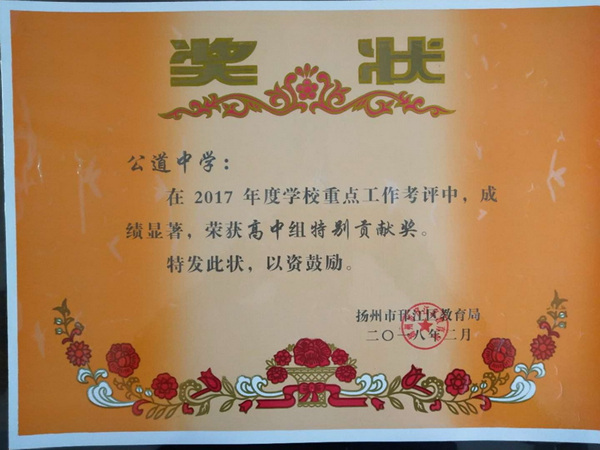 奖状
公道中学：
在 2017 年度学校重点工作考评中，成
绩显著，荣获高中组特别贡献奖。
特发此状，以资鼓励。
扬州市邗江区教育局
二〇一八年二月